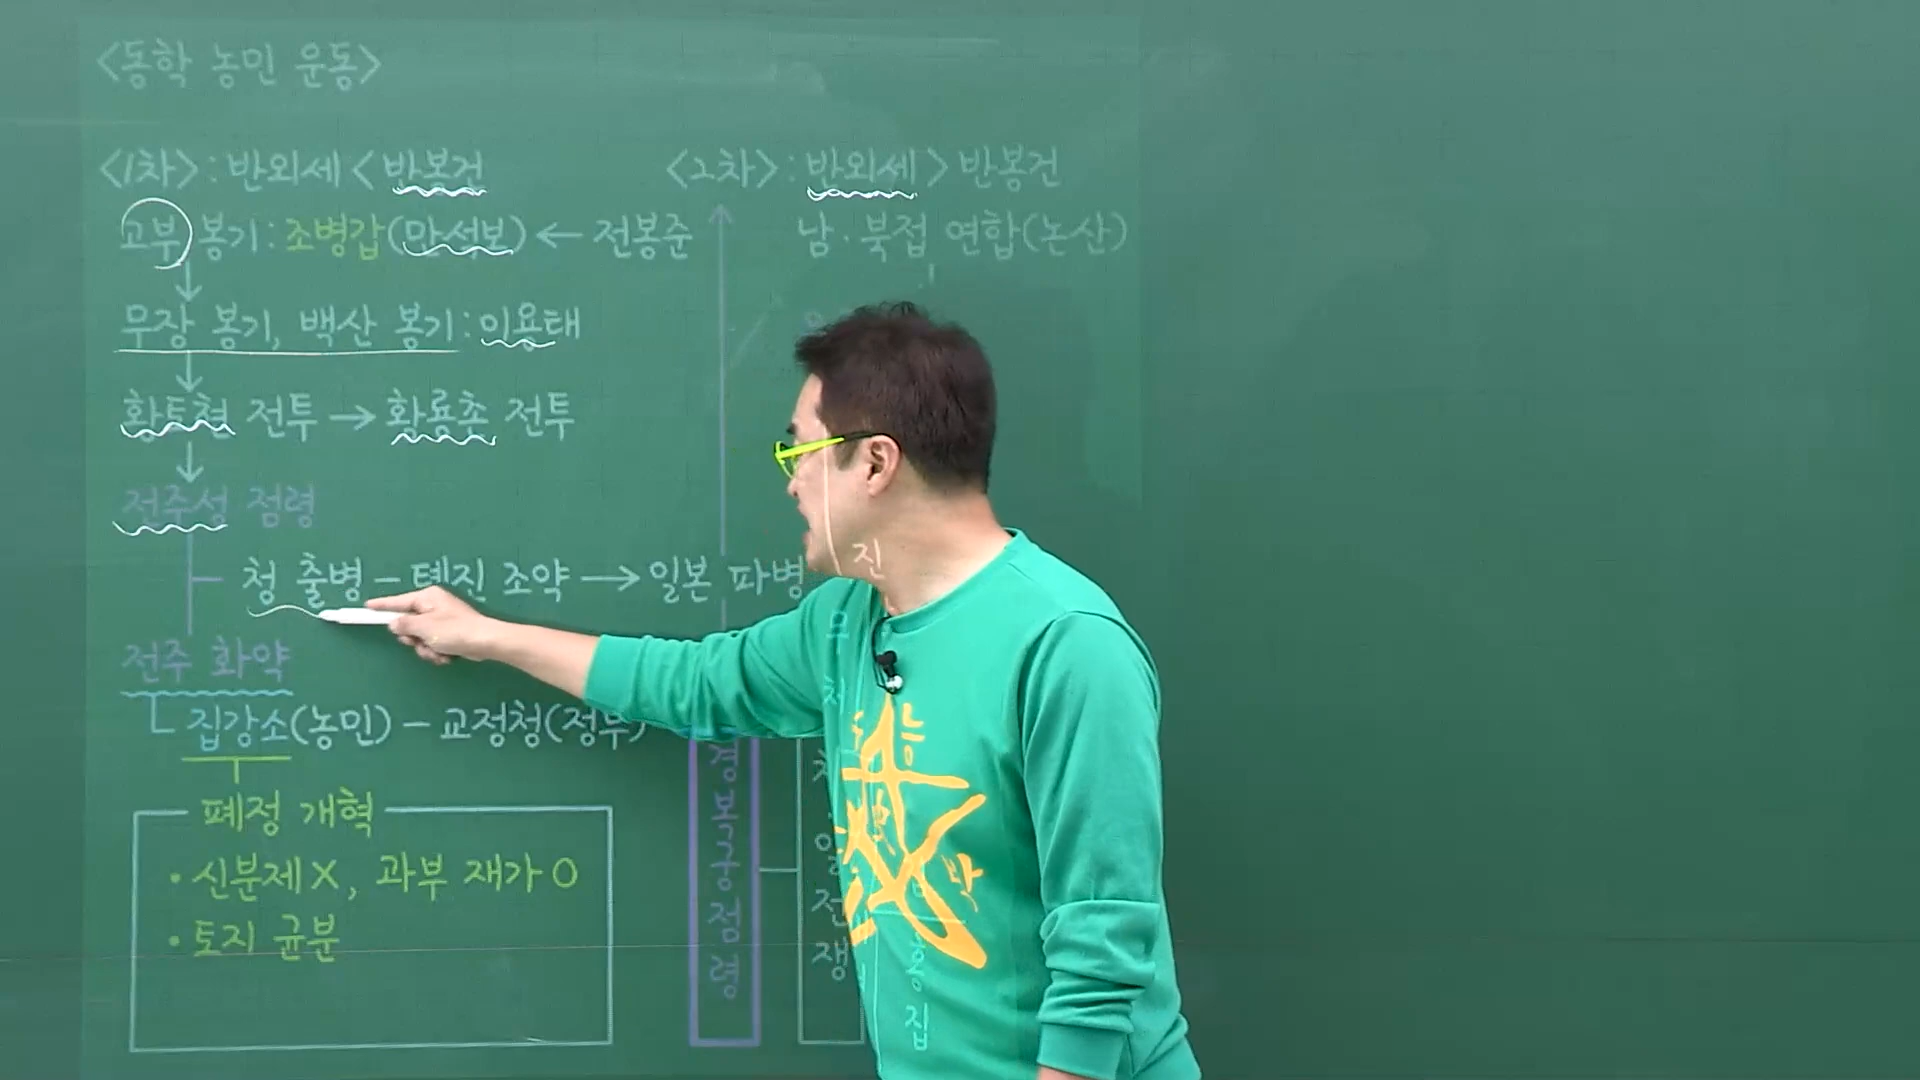 <동학 농민 운동>
<1차> : 반외세 < 반봉건
고부 봉기 : 조병갑(만석보) ← 전봉준
무장 봉기, 백산 봉기 : 이용태
황토현 전투 → 황룡촌 전투
전주성 점령
청 출병 – 톈진 조약 → 일본 파병
전주 화약
집강소(농민) – 교정청(정부)
폐정 개혁
· 신분제 X, 과부 재가 O
· 토지 균분
<2차> : 반외세 > 반봉건
남·북접 연합(논산)
진
경복궁점령
전쟁
집